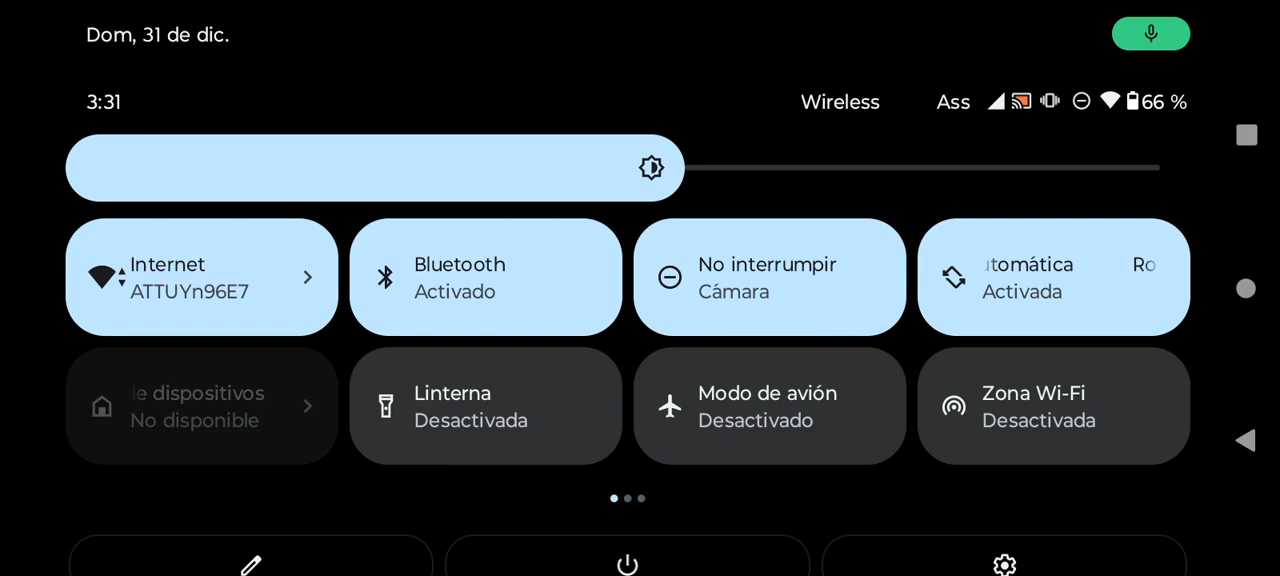 Dom, 31 de dic.
3:31
Wireless Ass 66 %
Internet
ATTUYn96E7
Bluetooth
Activado
No interrumpir
Cámara
utomática Ro
Activada
le dispositivos
No disponible
Linterna
Desactivada
Modo de avión
Desactivado
Zona Wi-Fi
Desactivada